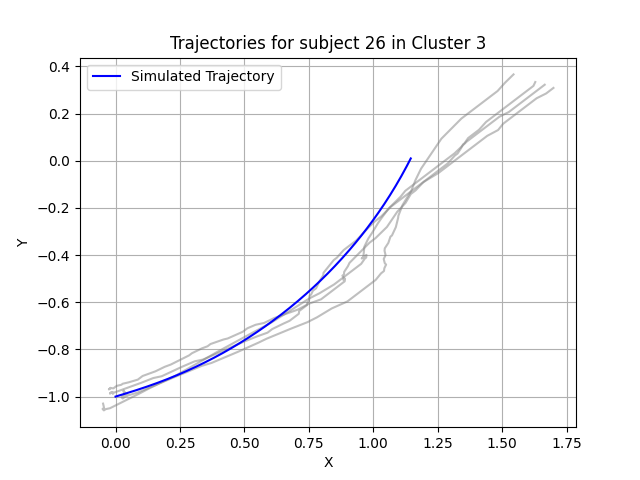 Trajectories for subject 26 in Cluster 3
Simulated Trajectory
0.4
0.2
0.0
−0.2
−0.4
−0.6
−0.8
−1.0
Y
0.00 0.25 0.50 0.75 1.00 1.25 1.50 1.75
X